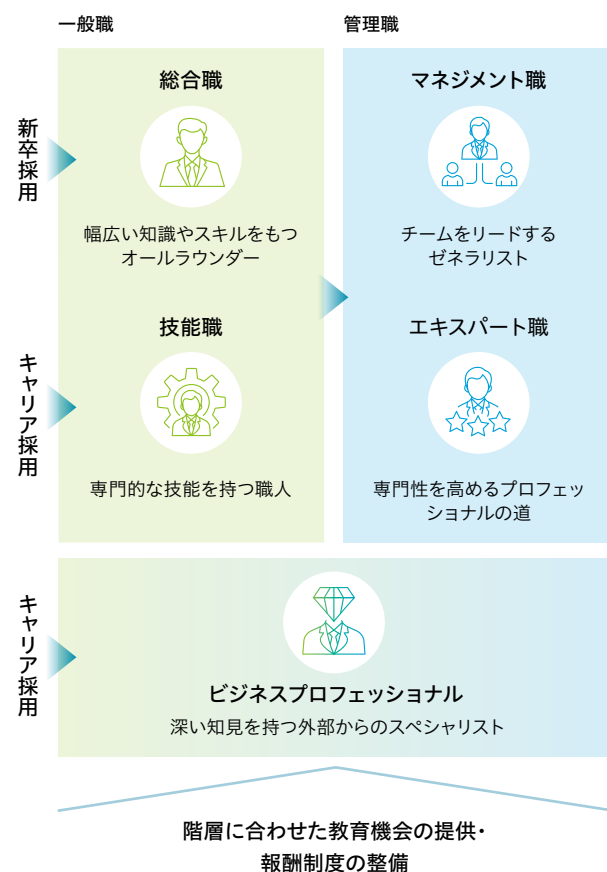 一般職
管理職
新卒採用
総合職
幅広い知識やスキルをもつ
オールラウンダー
マネジメント職
チームをリードする
ゼネラリスト
キャリア採用
技能職
専門的な技能を持つ職人
エキスパート職
専門性を高めるプロフェッ
ショナルの道
キャリア採用
ビジネスプロフェッショナル
深い知見を持つ外部からのスペシャリスト
階層に合わせた教育機会の提供・
報酬制度の整備